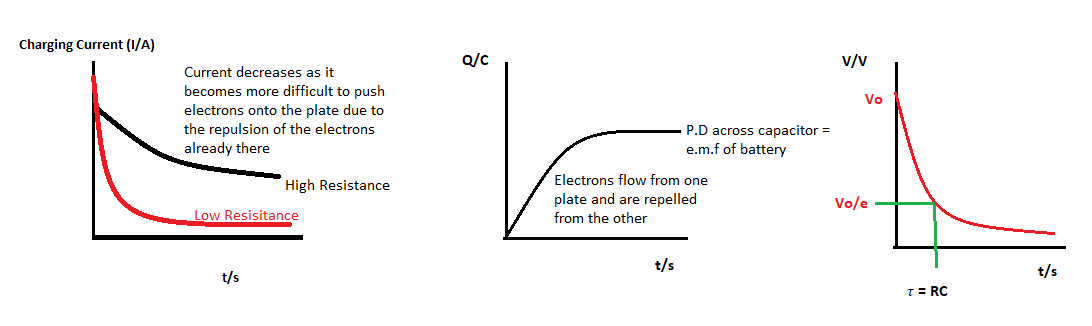 Charging Current (I/A)
Current decreases as it
becomes more difficult to push
electrons onto the plate due to
the repulsion of the electrons
already there
High Resistance
Low Resisitance
t/s
Q/C
P.D across capacitor =
e.m.f of battery
Electrons flow from one
plate and are repelled
from the other
t/s
V/V
Vo
Vo/e
t/s
τ = RC